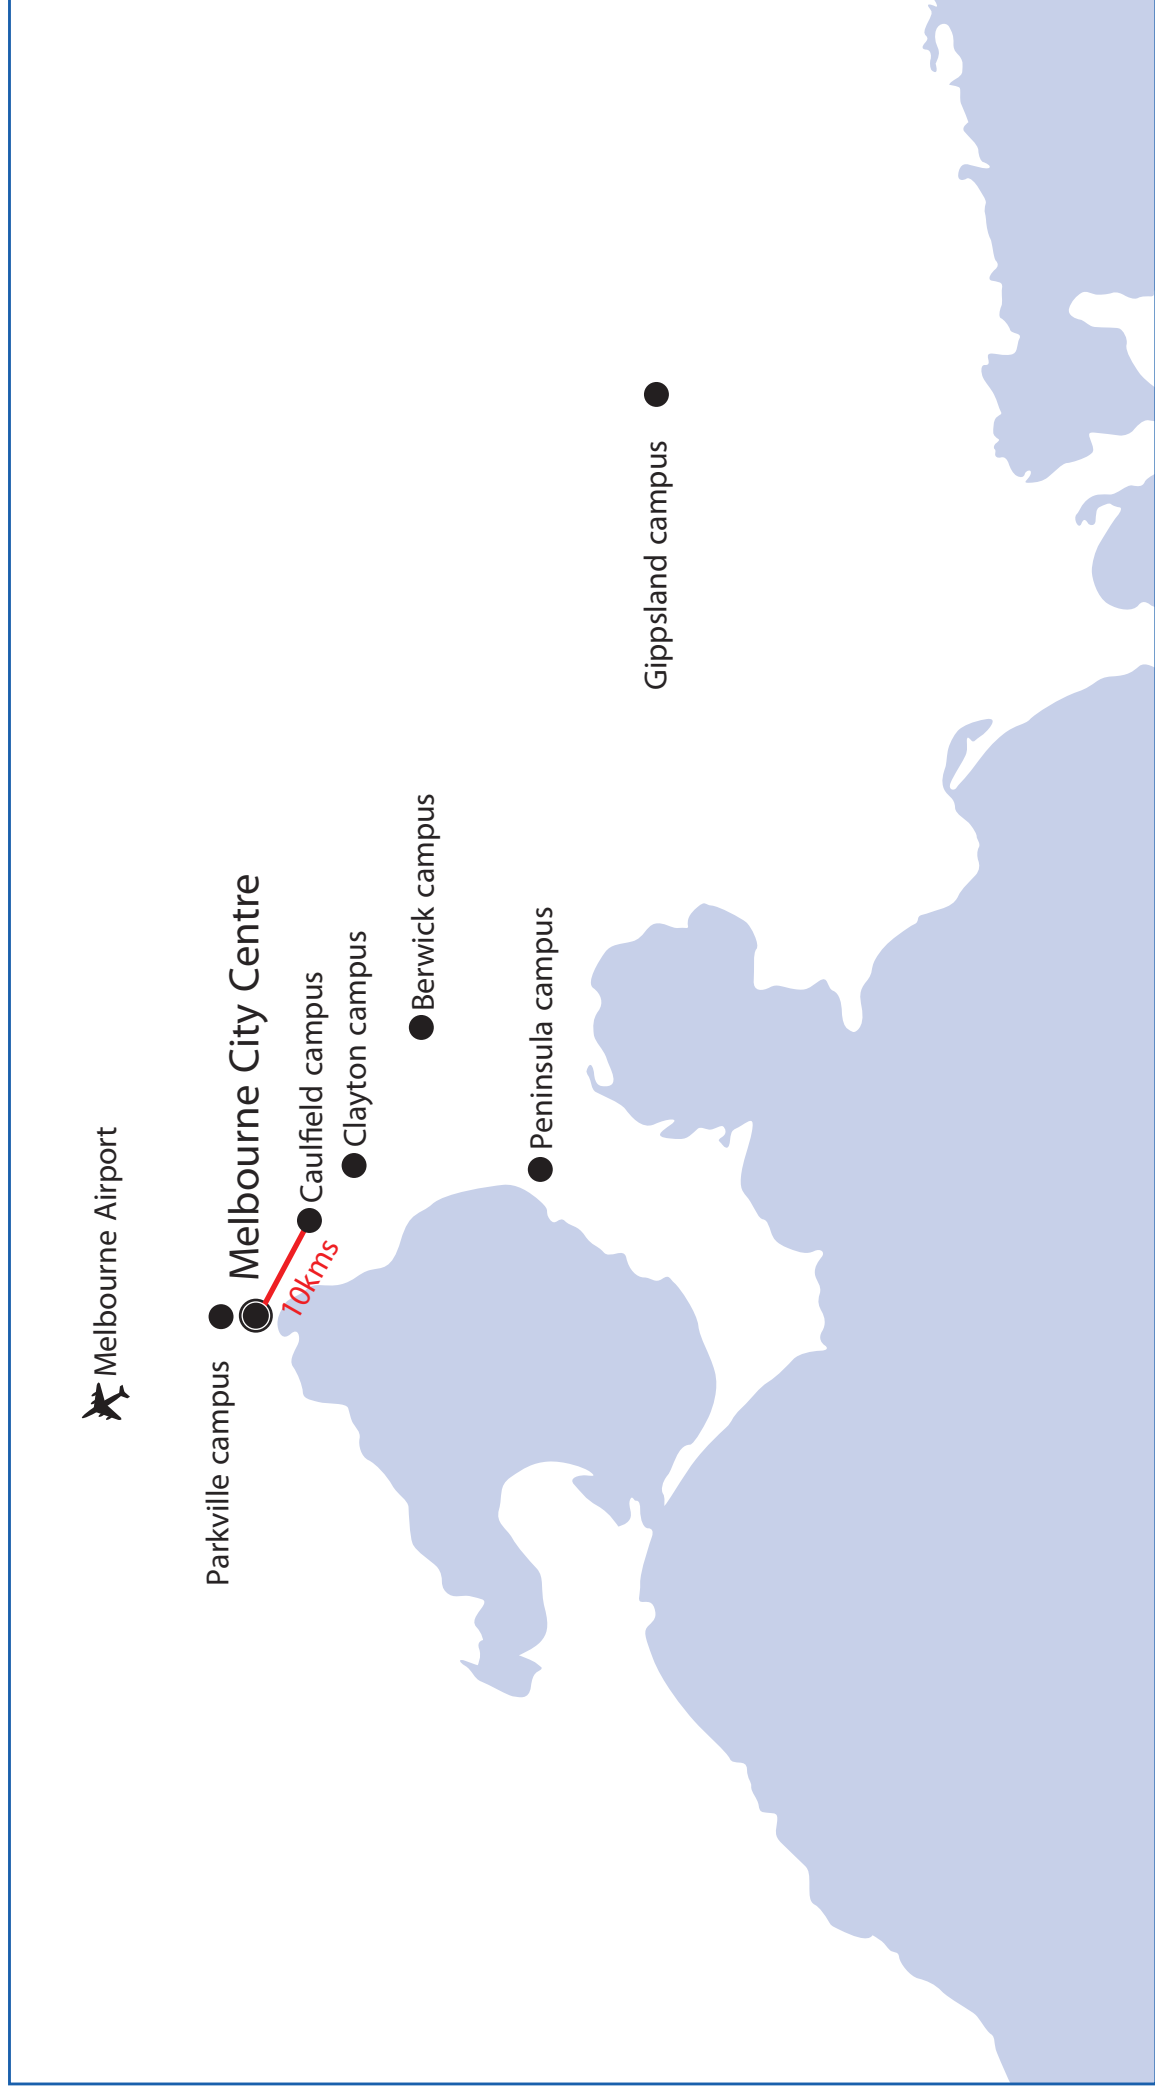 Melbourne Airport
Parkville campus
Melbourne City Centre
10kms
Caulfield campus
Clayton campus
Berwick campus
Peninsula campus
Gippsland campus